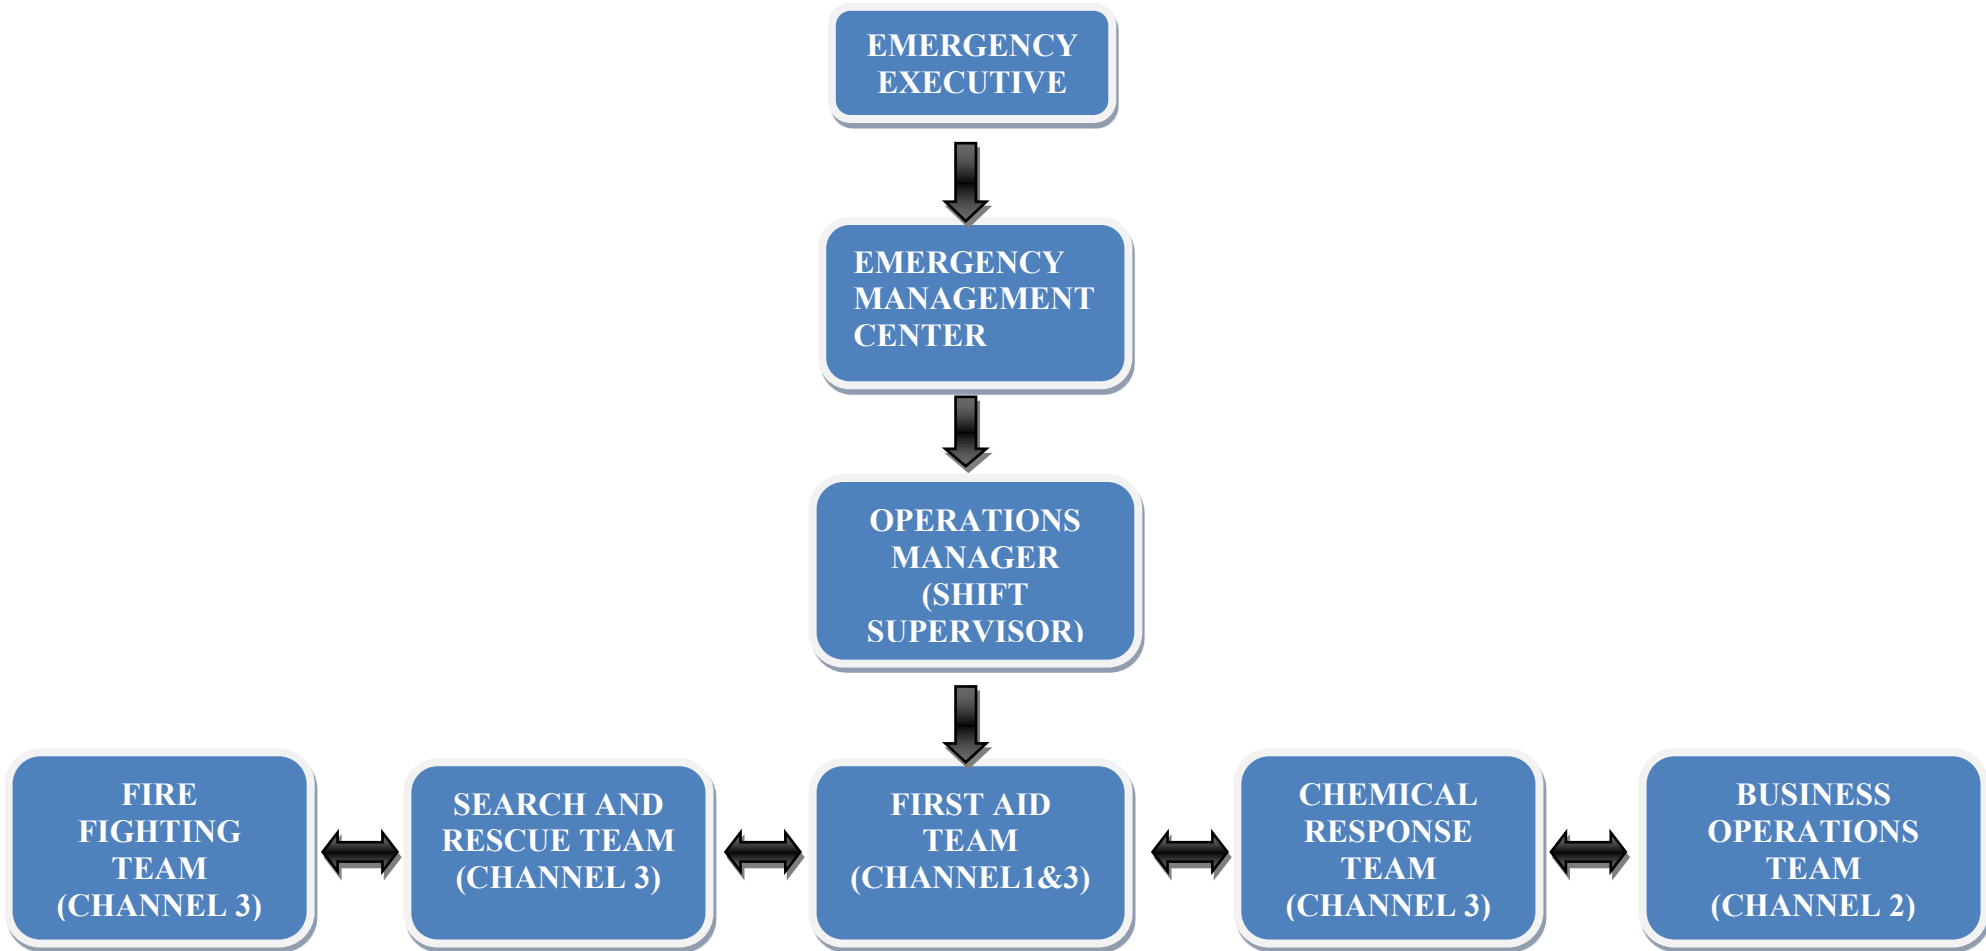 EMERGENCY
EXECUTIVE
EMERGENCY
MANAGEMENT
CENTER
OPERATIONS
MANAGER
(SHIFT
SUPERVISOR)
FIRE
FIGHTING
TEAM
(CHANNEL 3)
SEARCH AND
RESCUE TEAM
(CHANNEL 3)
FIRST AID
TEAM
(CHANNEL1&3)
CHEMICAL
RESPONSE
TEAM
(CHANNEL 3)
BUSINESS
OPERATIONS
TEAM
(CHANNEL 2)